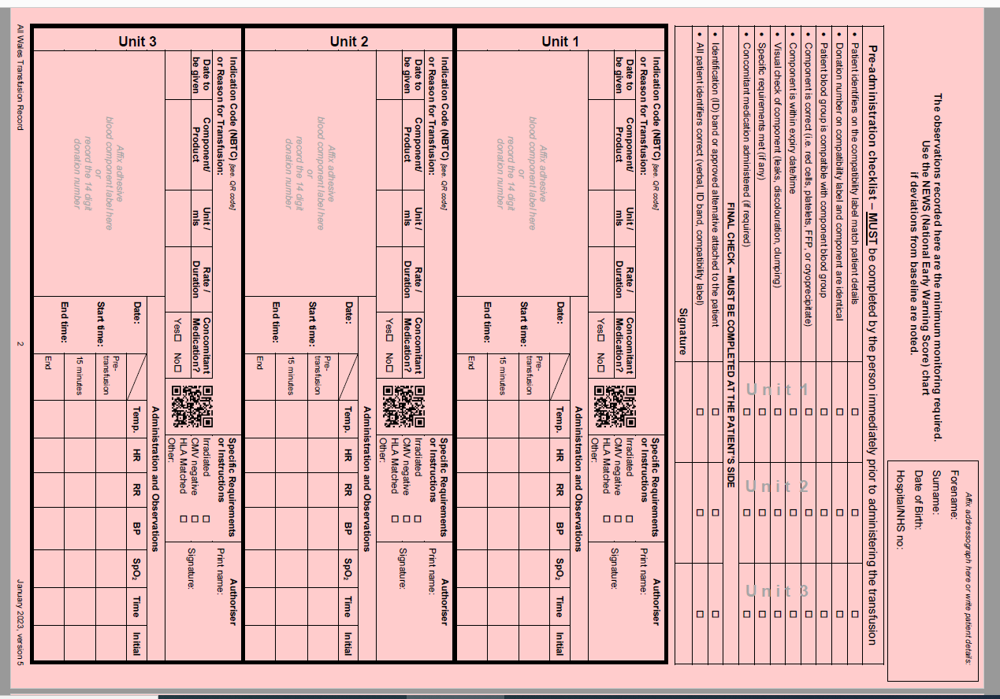 The observations recorded here are the minimum monitoring required.
Use the NEWS (National Early Warning Score) chart
if deviations from baseline are noted.
Affix addressograph here or write patient details:
Forename:
Surname:
Date of Birth:
Hospital/NHS no:
Pre-administration checklist – MUST be completed by the person immediately prior to administering the transfusion
Unit 1
Unit 2
Unit 3
• Patient identifiers on the compatibility label match patient details ☐ ☐ ☐
• Donation number on compatibility label and component are identical ☐ ☐ ☐
• Patient blood group is compatible with component blood group ☐ ☐ ☐
• Component is correct (i.e. red cells, platelets, FFP, or cryoprecipitate) ☐ ☐ ☐
• Component is within expiry date/time ☐ ☐ ☐
• Visual check of component (leaks, discolouration, clumping) ☐ ☐ ☐
• Specific requirements met (if any) ☐ ☐ ☐
• Concomitant medication administered (if required) ☐ ☐ ☐
FINAL CHECK – MUST BE COMPLETED AT THE PATIENT'S SIDE
• Identification (ID) band or approved alternative attached to the patient ☐ ☐ ☐
• All patient identifiers correct (verbal, ID band, compatibility label) ☐ ☐ ☐
Signature
Unit 1
Indication Code (NBTC) [see. QR code]
or Reason for Transfusion:
Specific Requirements
or Instructions
Authoriser
Date to
be given
Component/
Product
Unit /
mls
Rate /
Duration
Concomitant
Medication?
Yes☐ No☐
Irradiated ☐
CMV negative ☐
HLA Matched ☐
Other:
Print name:
Signature:
Affix adhesive
blood component label here
or
record the 14 digit
donation number
Administration and Observations
Date:
Start time:
End time:
Temp. HR RR BP SpO₂ Time Initial
Pre-
transfusion
15 minutes
End
Unit 2
Indication Code (NBTC) [see. QR code]
or Reason for Transfusion:
Specific Requirements
or Instructions
Authoriser
Date to
be given
Component/
Product
Unit /
mls
Rate /
Duration
Concomitant
Medication?
Yes☐ No☐
Irradiated ☐
CMV negative ☐
HLA Matched ☐
Other:
Print name:
Signature:
Affix adhesive
blood component label here
or
record the 14 digit
donation number
Administration and Observations
Date:
Start time:
End time:
Temp. HR RR BP SpO₂ Time Initial
Pre-
transfusion
15 minutes
End
Unit 3
Indication Code (NBTC) [see. QR code]
or Reason for Transfusion:
Specific Requirements
or Instructions
Authoriser
Date to
be given
Component/
Product
Unit /
mls
Rate /
Duration
Concomitant
Medication?
Yes☐ No☐
Irradiated ☐
CMV negative ☐
HLA Matched ☐
Other:
Print name:
Signature:
Affix adhesive
blood component label here
or
record the 14 digit
donation number
Administration and Observations
Date:
Start time:
End time:
Temp. HR RR BP SpO₂ Time Initial
Pre-
transfusion
15 minutes
End
All Wales Transfusion Record
2
January 2023, version 5